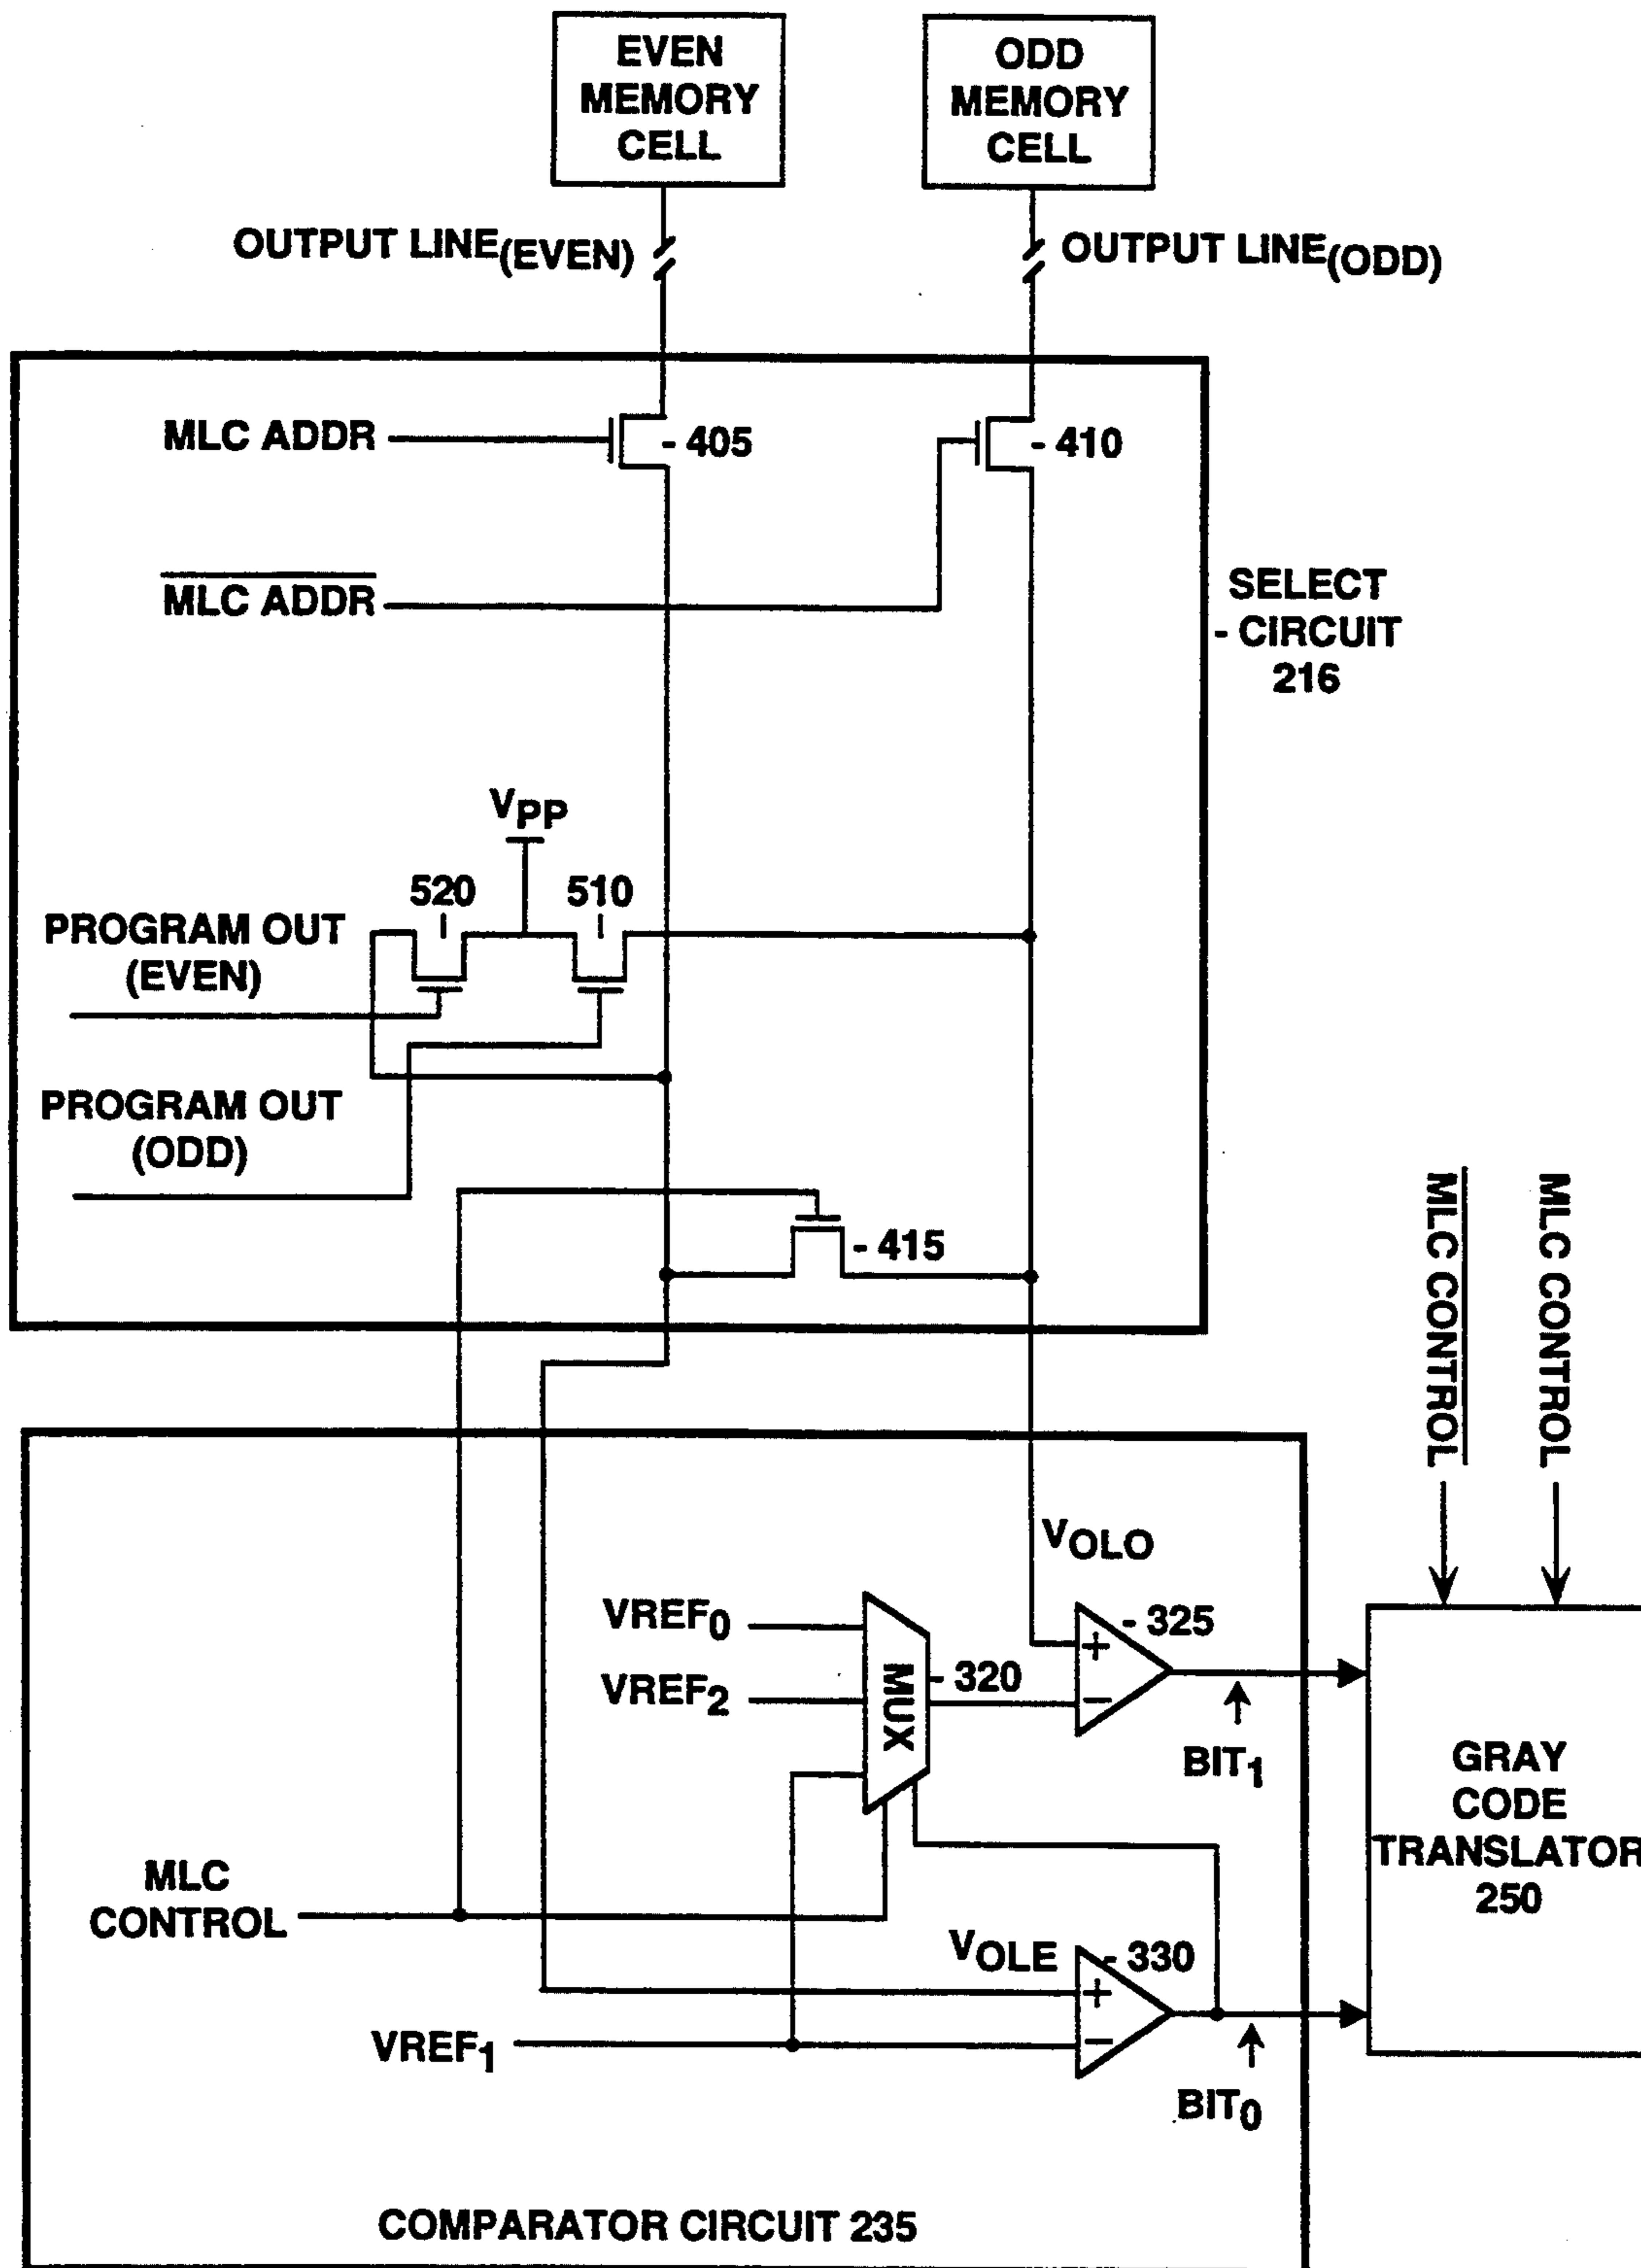 EVEN
MEMORY
CELL
ODD
MEMORY
CELL
OUTPUT LINE(EVEN)
OUTPUT LINE(ODD)
MLC ADDR
- 405
- 410
MLC ADDR
SELECT
- CIRCUIT
216
VPP
520
510
PROGRAM OUT
(EVEN)
PROGRAM OUT
(ODD)
- 415
MLC CONTROL
MLC CONTROL
VOLO
VREF0
- 325
+
MUX
- 320
VREF2
−
BIT1
GRAY
CODE
TRANSLATOR
250
MLC
CONTROL
VOLE
- 330
+
VREF1
−
BIT0
COMPARATOR CIRCUIT 235